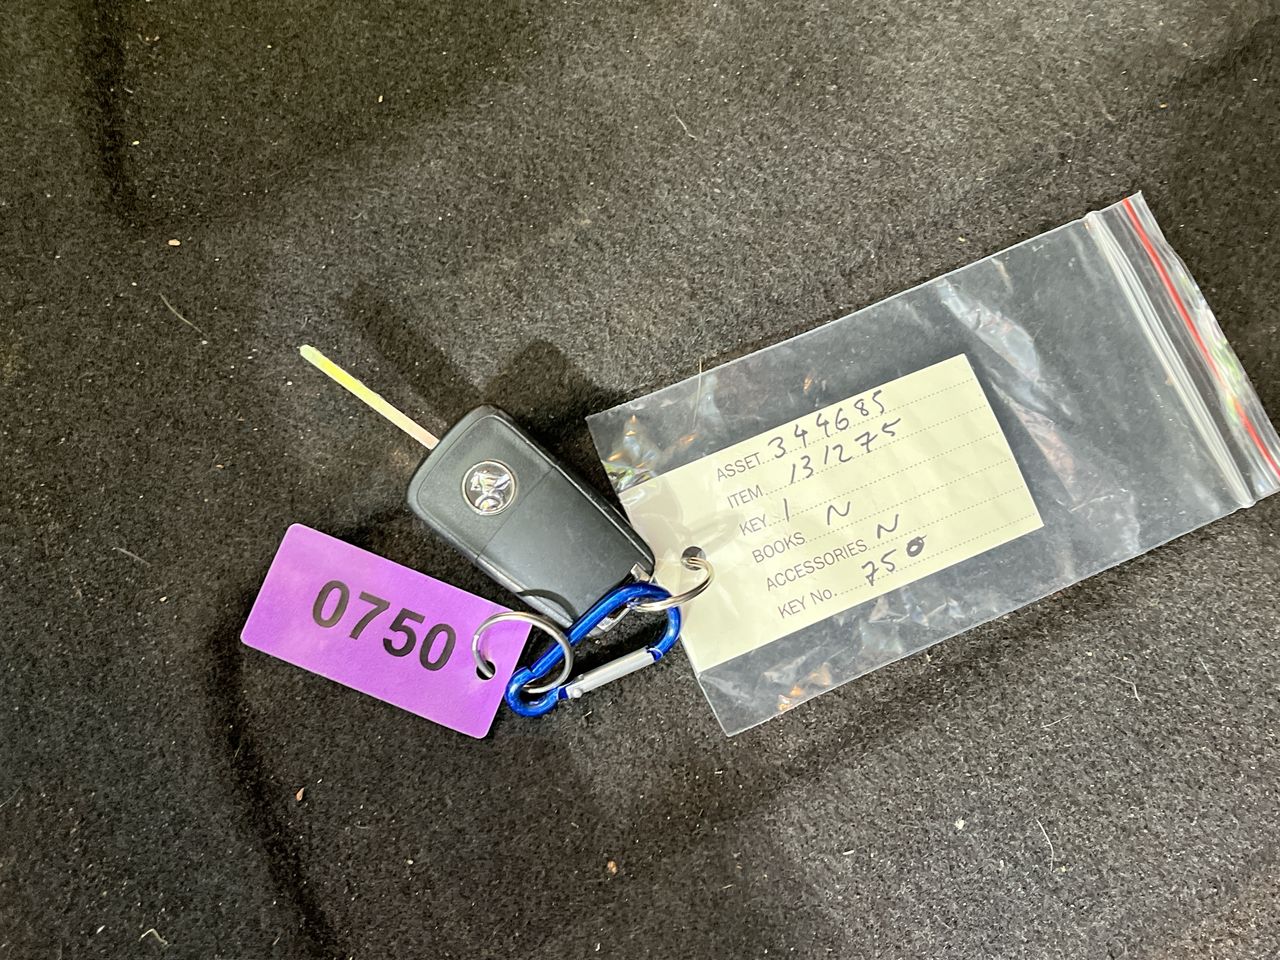 0750
ASSET 344685
ITEM 131275
KEY 1
BOOKS N
ACCESSORIES N
KEY No. 750